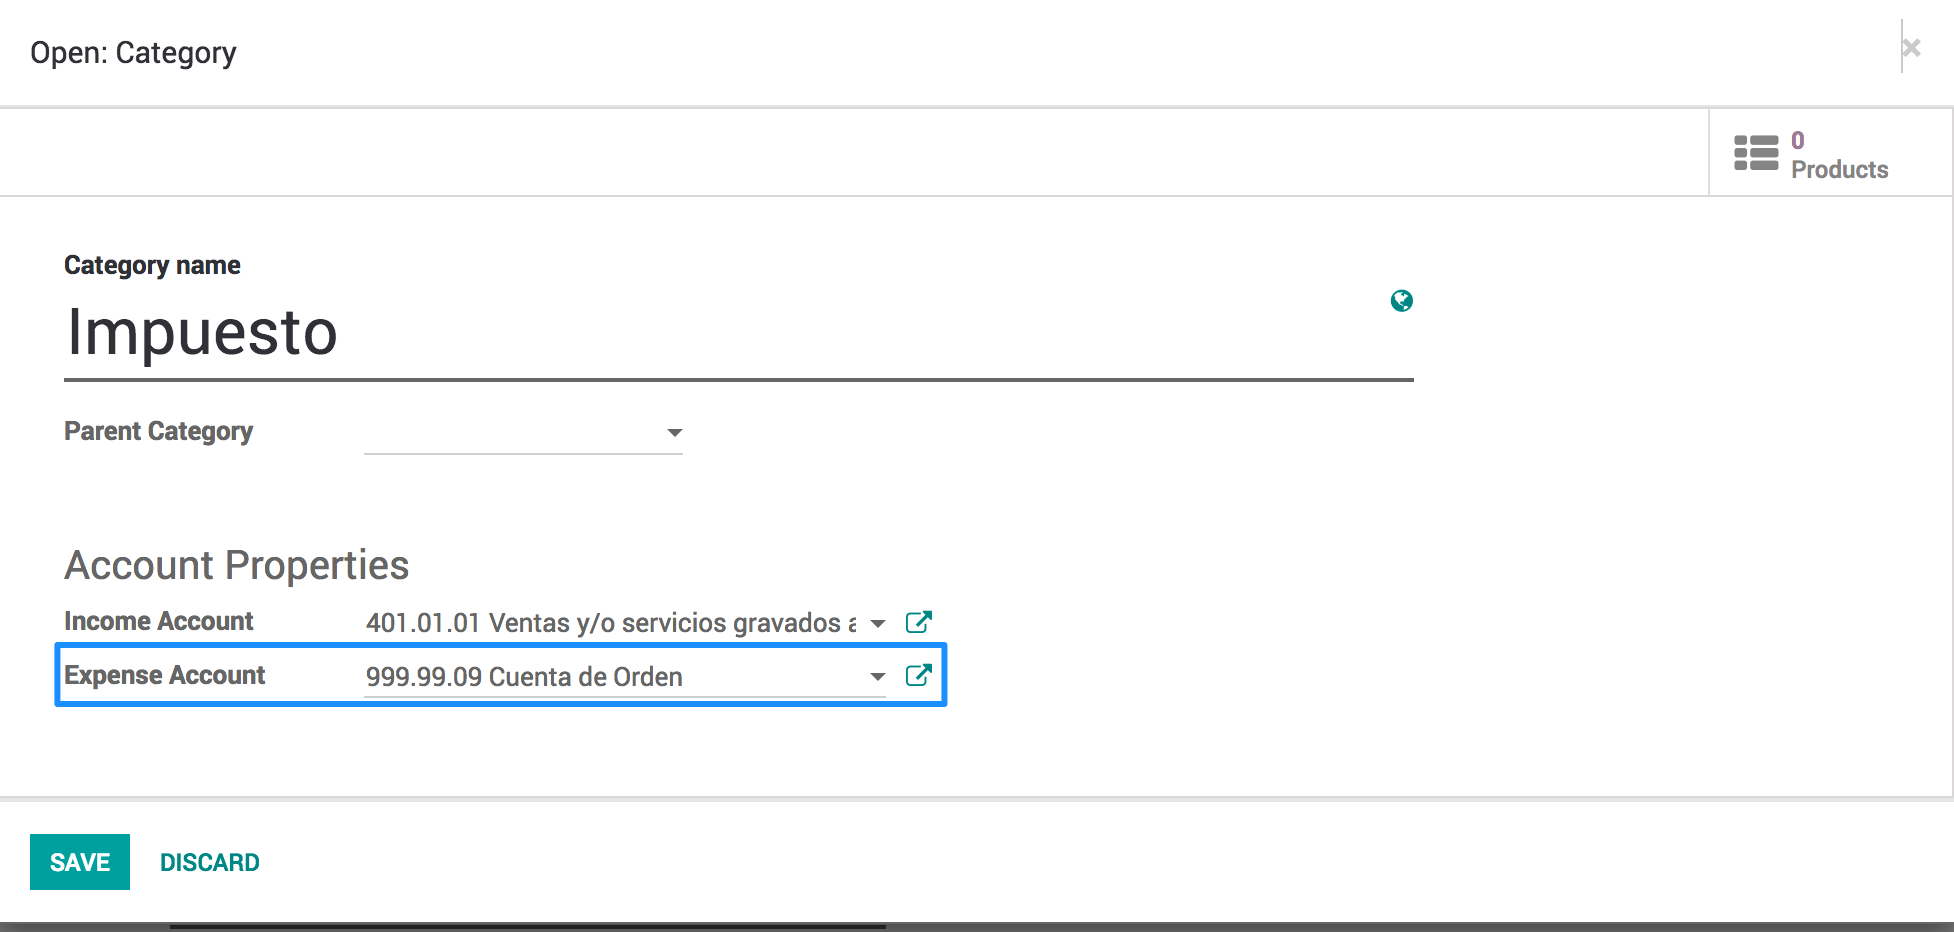 Open: Category
×
0
Products
Category name
Impuesto
Parent Category
Account Properties
Income Account 401.01.01 Ventas y/o servicios gravados a
Expense Account 999.99.09 Cuenta de Orden
SAVE DISCARD